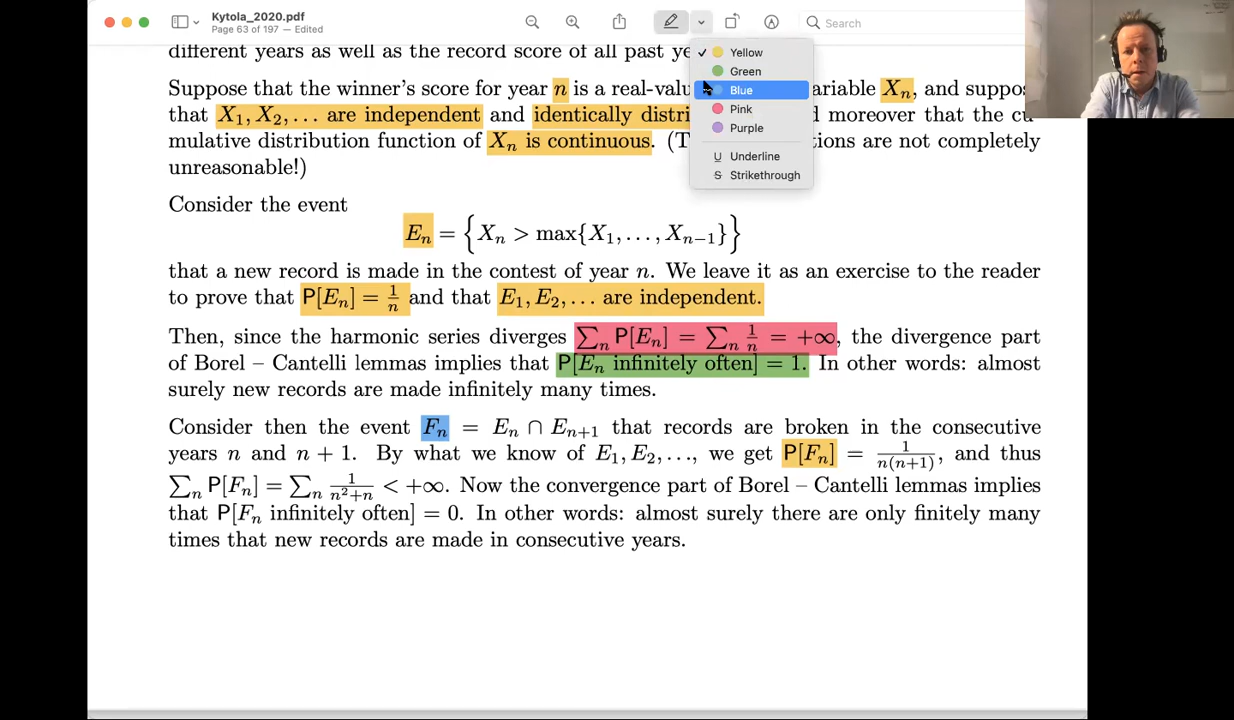 Kytola_2020.pdf
Page 63 of 197 – Edited
Search
different years as well as the record score of all past ye
Yellow
Green
Blue
Pink
Purple
Underline
Strikethrough
Suppose that the winner's score for year n is a real-valu ariable Xₙ, and suppos
that X₁, X₂, . . . are independent and identically distri d moreover that the cu
mulative distribution function of Xₙ is continuous. (T tions are not completely
unreasonable!)
Consider the event
Eₙ = { Xₙ > max{X₁, . . . , Xₙ₋₁} }
that a new record is made in the contest of year n. We leave it as an exercise to the reader
to prove that P[Eₙ] = 1/n and that E₁, E₂, . . . are independent.
Then, since the harmonic series diverges ∑ₙ P[Eₙ] = ∑ₙ 1/n = +∞, the divergence part
of Borel – Cantelli lemmas implies that P[Eₙ infinitely often] = 1. In other words: almost
surely new records are made infinitely many times.
Consider then the event Fₙ = Eₙ ∩ Eₙ₊₁ that records are broken in the consecutive
years n and n + 1. By what we know of E₁, E₂, . . ., we get P[Fₙ] = 1/n(n+1), and thus
∑ₙ P[Fₙ] = ∑ₙ 1/n²+n < +∞. Now the convergence part of Borel – Cantelli lemmas implies
that P[Fₙ infinitely often] = 0. In other words: almost surely there are only finitely many
times that new records are made in consecutive years.